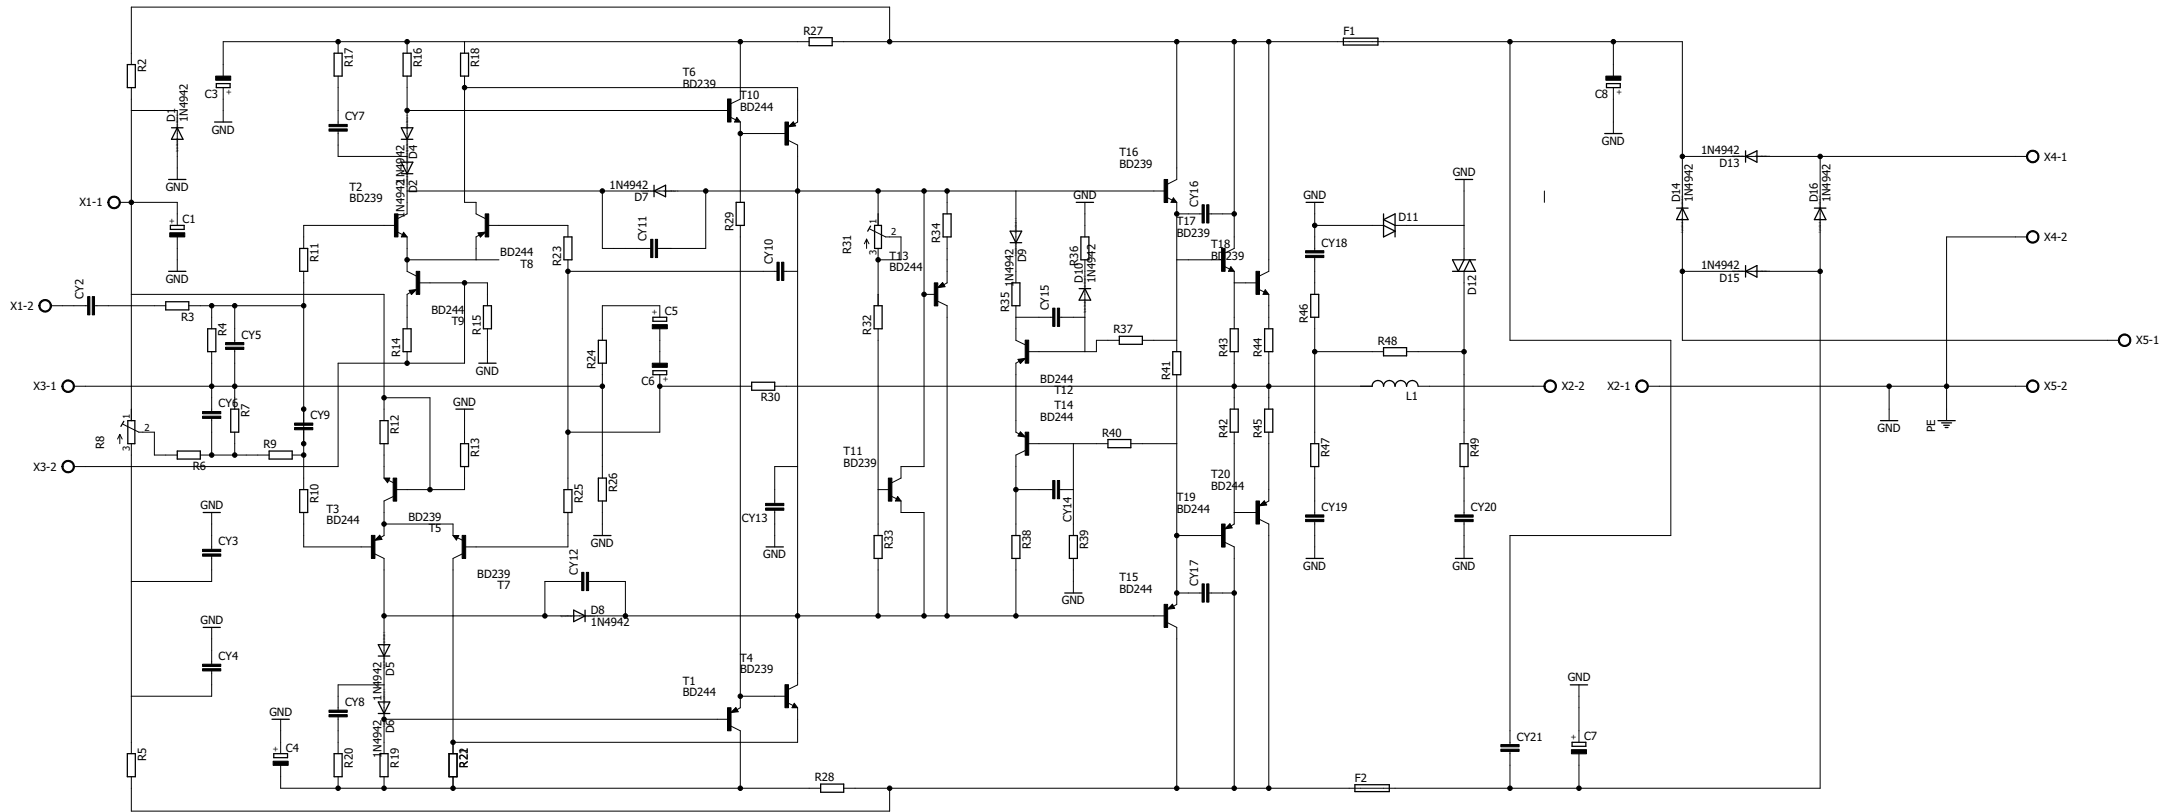 R27
F1
R2
C3
+
GND
D1
1N4942
GND
R17
R16
R18
CY7
D4
1N4942
D2
1N4942
T6
BD239
T10
BD244
T2
BD239
X1-1
C1
+
GND
1N4942
D7
CY11
R29
CY10
R11
R23
BD244
T8
R31
1
2
3
T13
BD244
R34
T16
BD239
CY16
T17
BD239
T18
BD239
GND
D9
1N4942
R36
D10
1N4942
GND
CY18
D11
GND
D12
C8
+
GND
1N4942
D13
D14
1N4942
D16
1N4942
X4-1
X4-2
1N4942
D15
X5-1
CY2
X1-2
R3
R4
CY5
BD244
T9
R14
R15
GND
C5
+
R24
C6
+
R30
R32
R35
CY15
R37
R41
R43
R44
R46
R48
X3-1
CY6
R7
CY9
R12
GND
R13
BD244
T12
T14
BD244
R40
R42
R45
L1
X2-2
X2-1
X5-2
GND
PE
R8
1
2
3
R6
R9
X3-2
R10
R25
R26
GND
T11
BD239
CY14
R47
R49
T20
BD244
T19
BD244
CY19
GND
CY20
GND
GND
CY3
T3
BD244
BD239
T5
BD239
T7
CY12
CY13
GND
R33
R38
R39
GND
T15
BD244
CY17
GND
CY4
D8
1N4942
D5
1N4942
D6
1N4942
T4
BD239
T1
BD244
GND
C4
+
CY8
R20
R19
R5
R28
F2
CY21
GND
C7
+